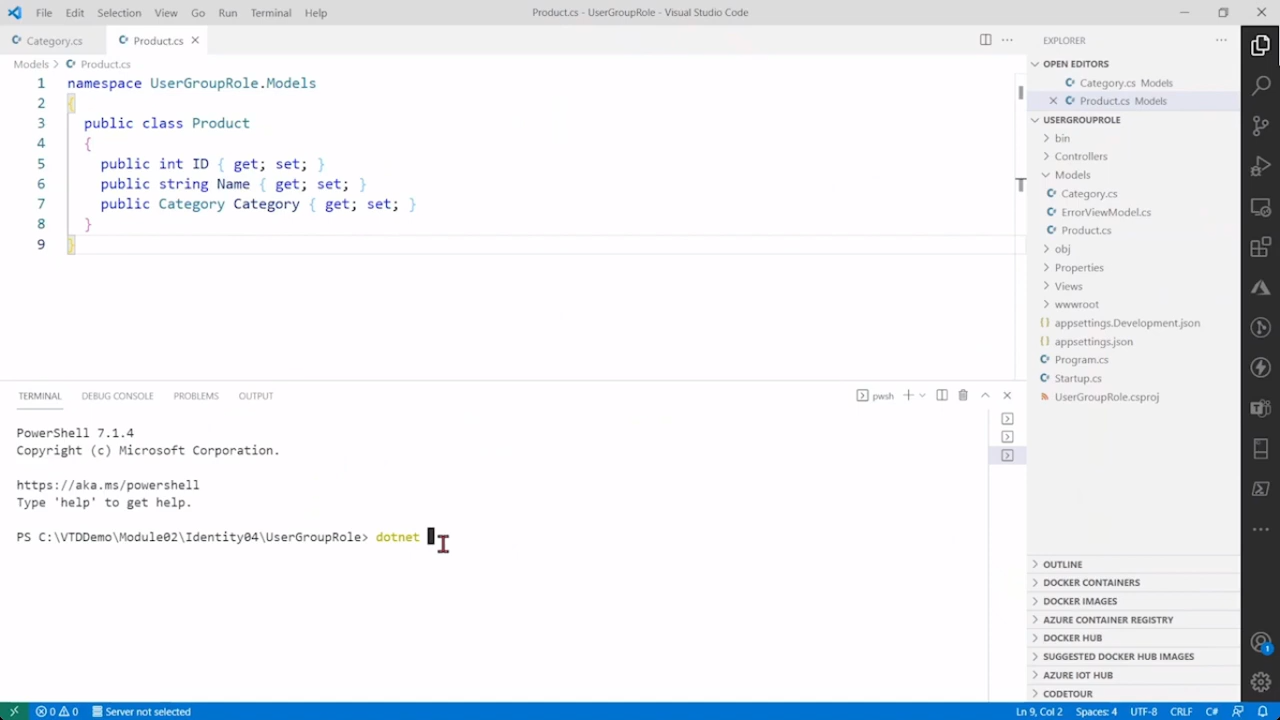 File Edit Selection View Go Run Terminal Help
Product.cs - UserGroupRole - Visual Studio Code
Category.cs
Product.cs
Models > Product.cs
1 namespace UserGroupRole.Models
2 {
3 public class Product
4 {
5 public int ID { get; set; }
6 public string Name { get; set; }
7 public Category Category { get; set; }
8 }
9 }
TERMINAL DEBUG CONSOLE PROBLEMS OUTPUT
pwsh
PowerShell 7.1.4
Copyright (c) Microsoft Corporation.
https://aka.ms/powershell
Type 'help' to get help.
PS C:\VTDDemo\Module02\Identity04\UserGroupRole> dotnet
EXPLORER
OPEN EDITORS
Category.cs Models
Product.cs Models
USERGROUPROLE
bin
Controllers
Models
Category.cs
ErrorViewModel.cs
Product.cs
obj
Properties
Views
wwwroot
appsettings.Development.json
appsettings.json
Program.cs
Startup.cs
UserGroupRole.csproj
OUTLINE
DOCKER CONTAINERS
DOCKER IMAGES
AZURE CONTAINER REGISTRY
DOCKER HUB
SUGGESTED DOCKER HUB IMAGES
AZURE IOT HUB
CODETOUR
1
0 0 Server not selected
Ln 9, Col 2 Spaces: 4 UTF-8 CRLF C#